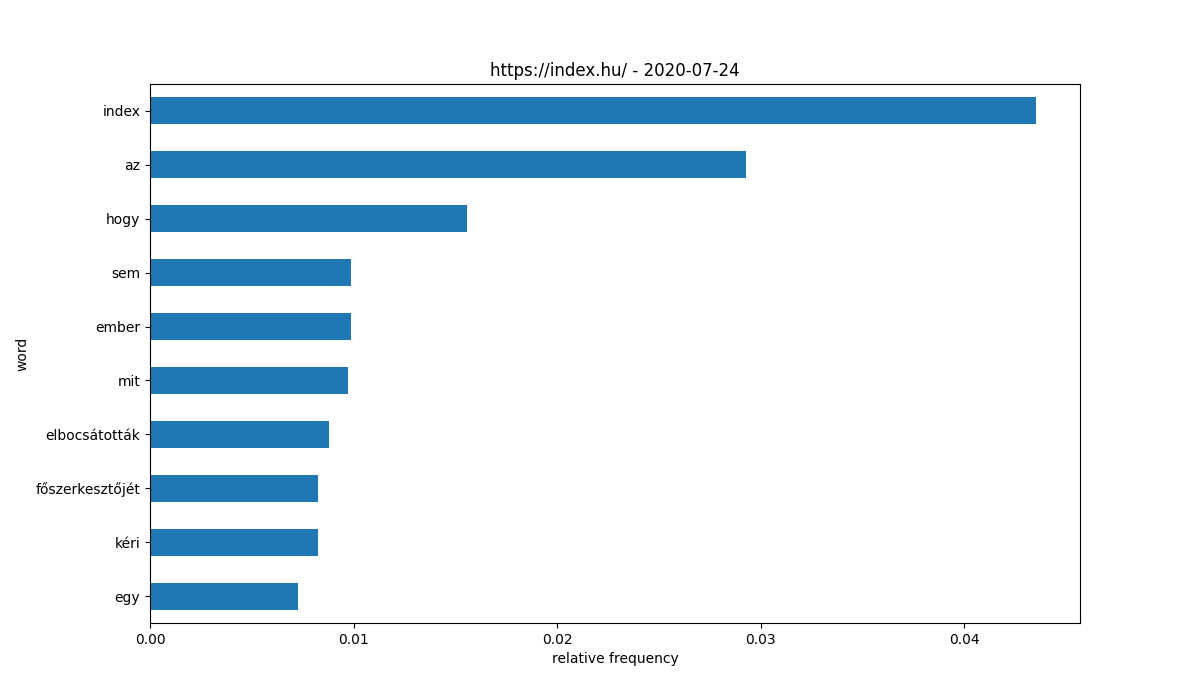 https://index.hu/ - 2020-07-24
index
az
hogy
sem
ember
mit
elbocsátották
főszerkesztőjét
kéri
egy
word
0.00 0.01 0.02 0.03 0.04
relative frequency